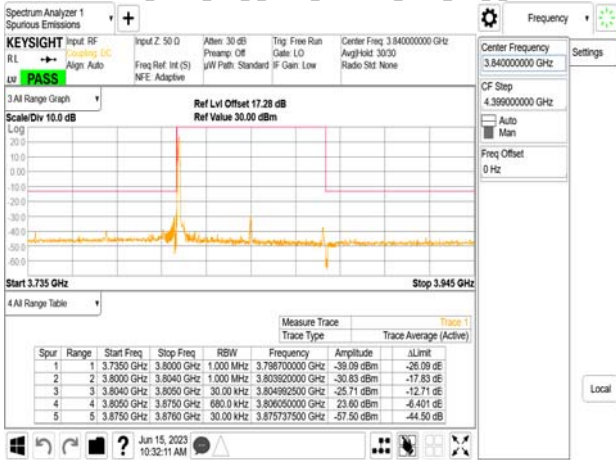 Spectrum Analyzer 1
Spurious Emissions
+
Frequency
KEYSIGHT Input: RF Input Z: 50 Ω Atten: 30 dB Trig: Free Run Center Freq: 3.840000000 GHz
RL Coupling: DC Preamp: Off Gate: LO Avg|Hold: 30/30
Align: Auto Freq Ref: Int (S) µW Path: Standard IF Gain: Low Radio Std: None
LV PASS NFE: Adaptive
Center Frequency
3.840000000 GHz
Settings
CF Step
4.399000000 GHz
Auto
Man
Freq Offset
0 Hz
Local
3 All Range Graph
Ref Lvl Offset 17.28 dB
Scale/Div 10.0 dB Ref Value 30.00 dBm
Log
20.0
10.0
0.00
-10.0
-20.0
-30.0
-40.0
-50.0
-60.0
Start 3.735 GHz Stop 3.945 GHz
4 All Range Table
Measure Trace Trace 1
Trace Type Trace Average (Active)
Spur Range Start Freq Stop Freq RBW Frequency Amplitude ΔLimit
1 1 3.7350 GHz 3.8000 GHz 1.000 MHz 3.798700000 GHz -39.09 dBm -26.09 dB
2 2 3.8000 GHz 3.8040 GHz 1.000 MHz 3.803920000 GHz -30.83 dBm -17.83 dB
3 3 3.8040 GHz 3.8050 GHz 30.00 kHz 3.804992500 GHz -25.71 dBm -12.71 dB
4 4 3.8050 GHz 3.8750 GHz 680.0 kHz 3.806050000 GHz 23.60 dBm -6.401 dB
5 5 3.8750 GHz 3.8760 GHz 30.00 kHz 3.875737500 GHz -57.50 dBm -44.50 dB
?
Jun 15, 2023
10:32:11 AM